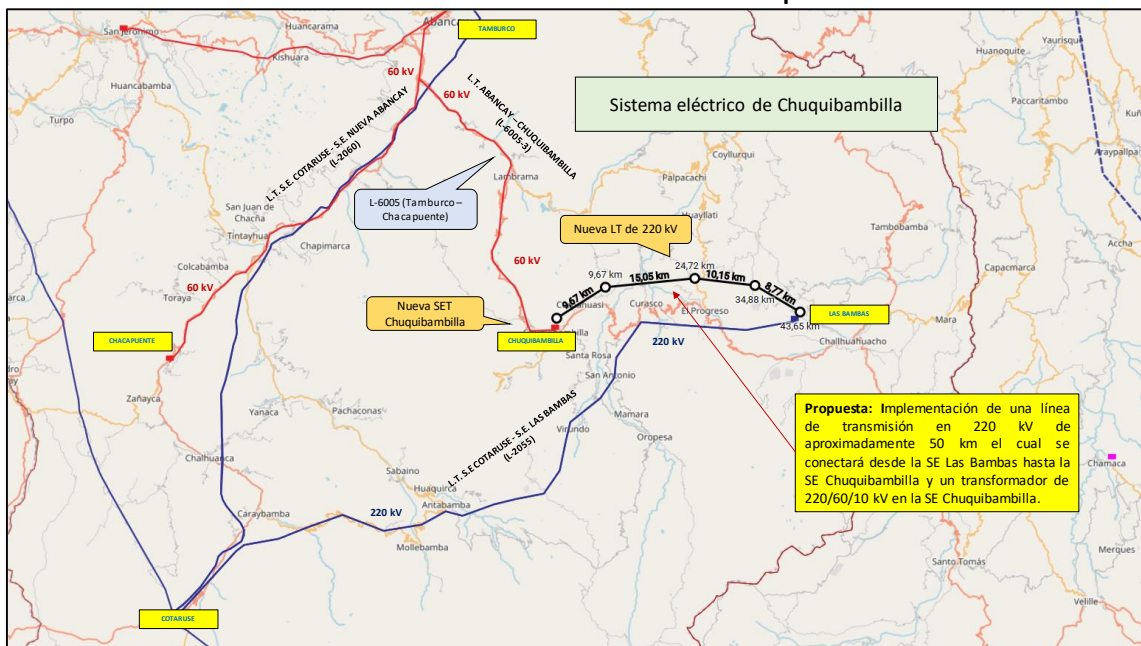 Abancay
TAMBURCO
San Jerónimo
Huancarama
Kishuara
Huancabamba
Turpo
60 kV
60 kV
L.T. ABANCAY – CHUQUIBAMBILLA
(L-6005-3)
L.T. S.E. COTARUSE - S.E. NUEVA ABANCAY
(L-2060)
Sistema eléctrico de Chuquibambilla
Huanoquite
Yaurisqu
Paccaritambo
Araypallpa
Accha
Coyllurqui
Lambrama
Palpacachi
L-6005 (Tamburco –
Chacapuente)
San Juan de
Chacña
Tintayhua
Chapimarca
Huayllati
Tambobamba
Nueva LT de 220 kV
Capacmarca
Colcabamba
Toraya
60 kV
60 kV
9,67 km
15,05 km
24,72 km
10,15 km
8,77 km
34,88 km
43,65 km
9,67 km
Nueva SET
Chuquibambilla
Curasco
El Progreso
LAS BAMBAS
Mara
Challhuahuacho
CHACAPUENTE
CHUQUIBAMBILLA
220 kV
Santa Rosa
San Antonio
Zañayca
Yanaca
Pachaconas
Mamara
Oropesa
Virundo
L.T. S.E COTARUSE - S.E. LAS BAMBAS
(L-2055)
Propuesta: Implementación de una línea
de transmisión en 220 kV de
aproximadamente 50 km el cual se
conectará desde la SE Las Bambas hasta la
SE Chuquibambilla y un transformador de
220/60/10 kV en la SE Chuquibambilla.
Chalhuanca
Sabaino
Huaquirca
Antabamba
Chamaca
Caraybamba
220 kV
Mollebamba
Merques
Santo Tomás
Velille
COTARUSE